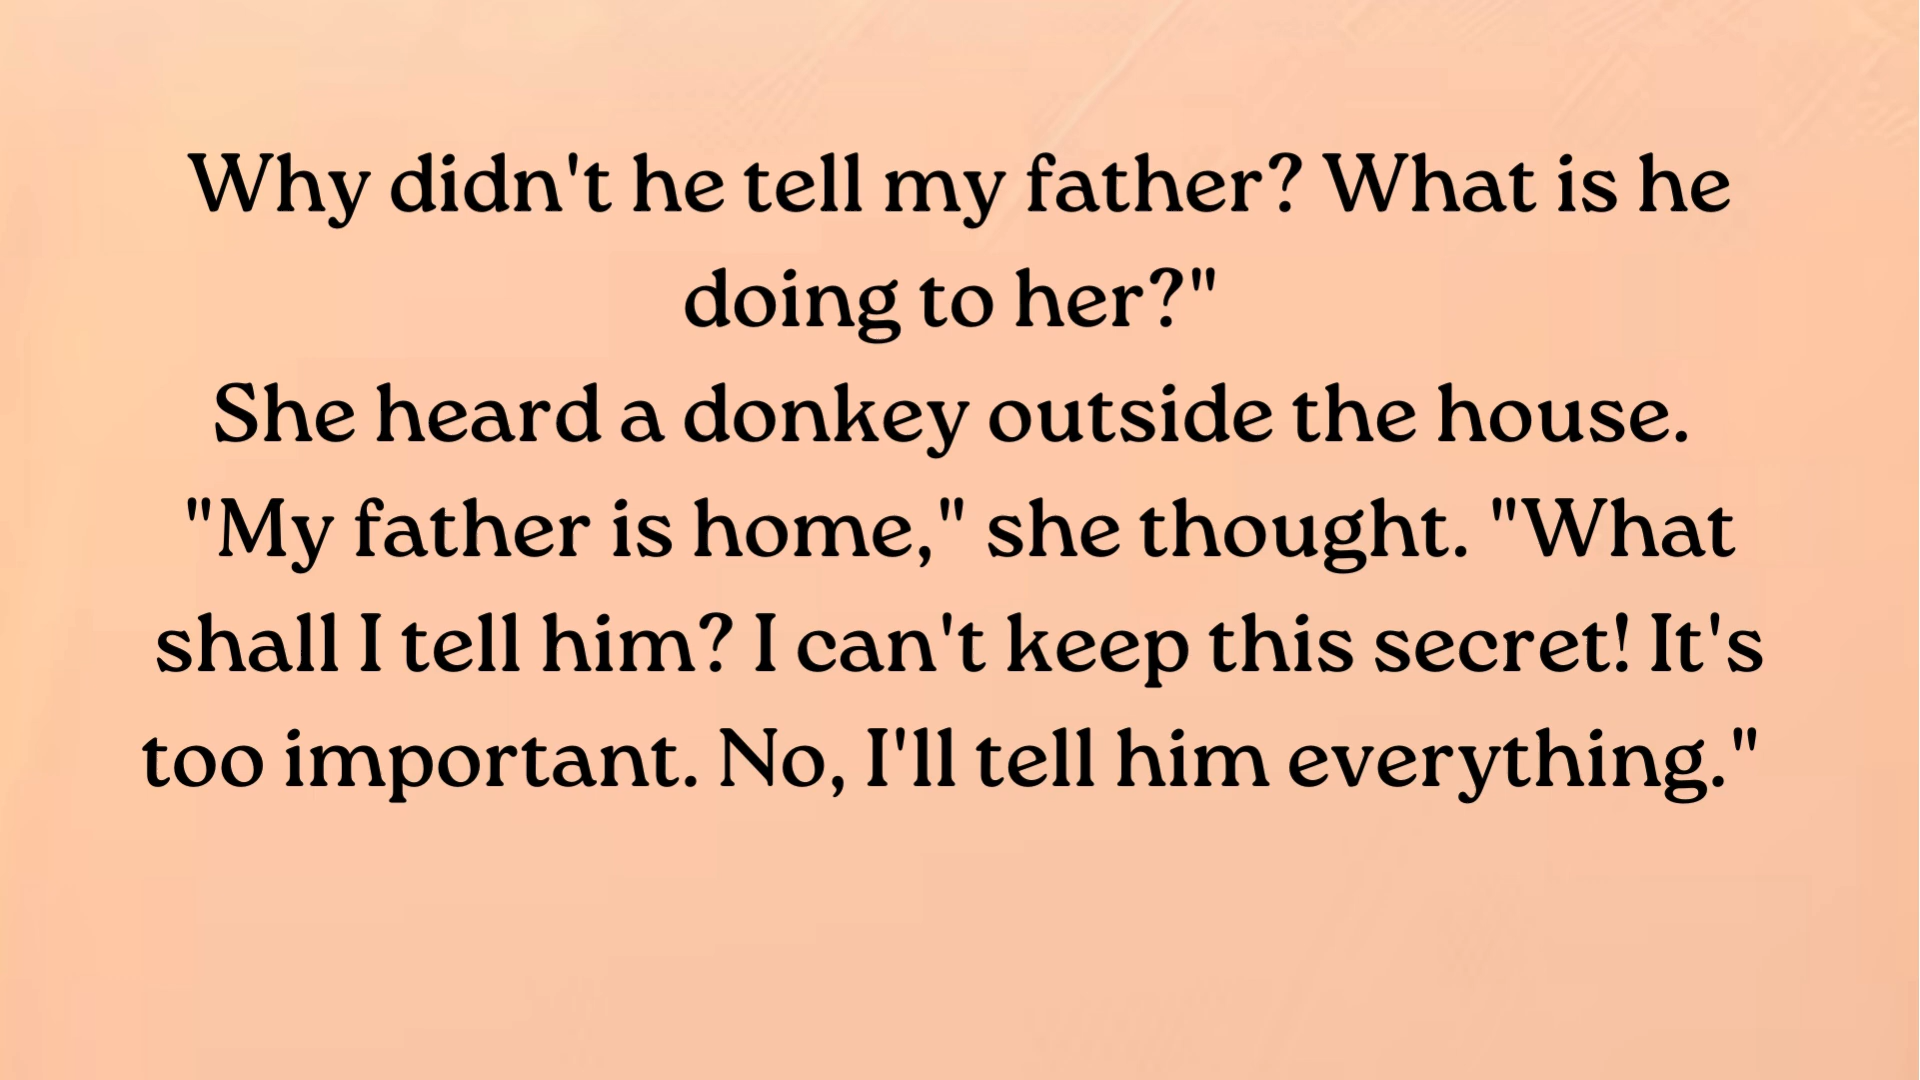 Why didn't he tell my father? What is he
doing to her?"
She heard a donkey outside the house.
"My father is home," she thought. "What
shall I tell him? I can't keep this secret! It's
too important. No, I'll tell him everything."